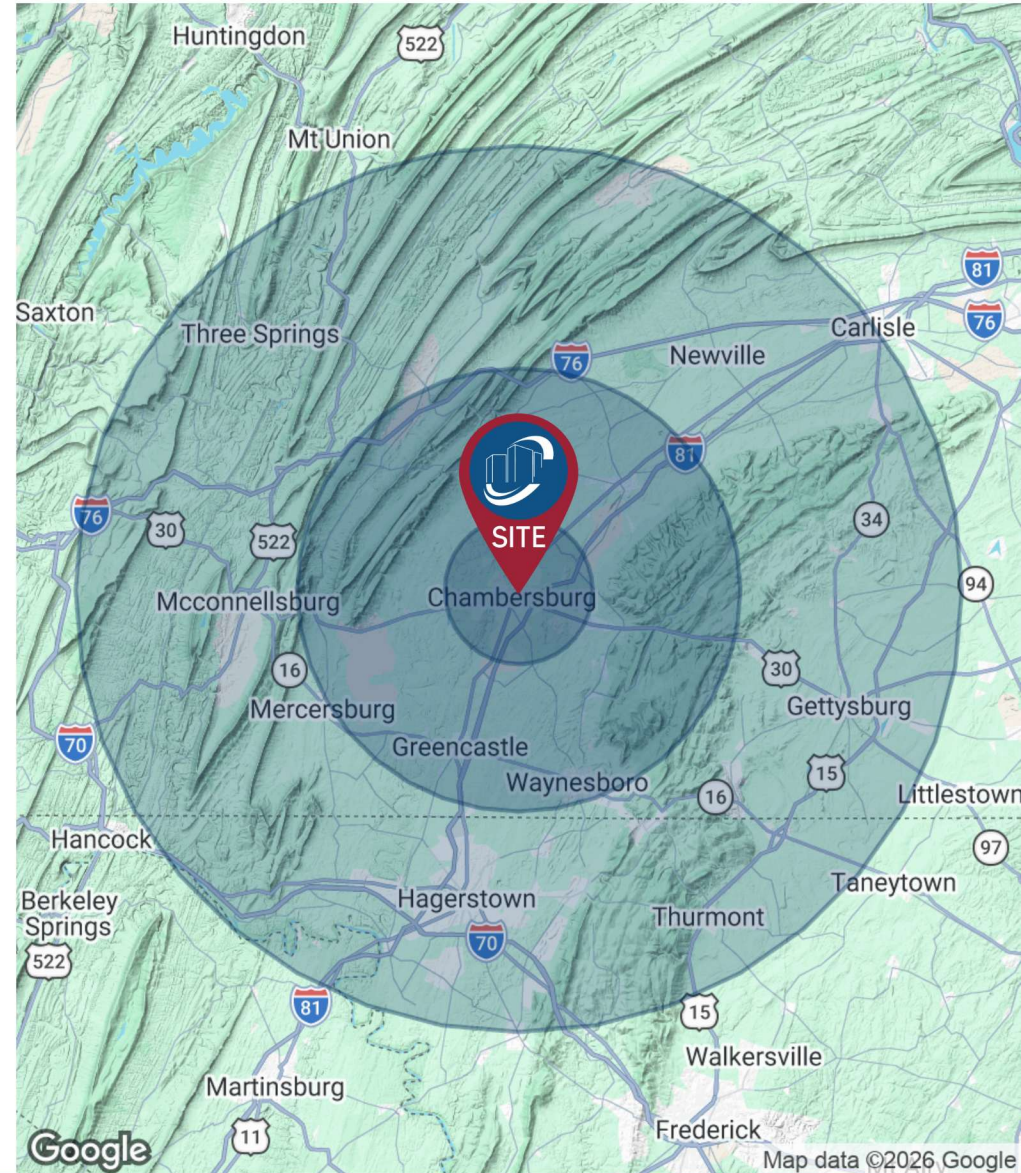 Huntingdon
522
Mt Union
81
Saxton
Three Springs
Carlisle
76
76
Newville
81
76
30
522
SITE
34
Mcconnellsburg
Chambersburg
94
16
30
Mercersburg
Gettysburg
70
Greencastle
15
Waynesboro
16
Littlestown
Hancock
97
Berkeley
Springs
Hagerstown
Taneytown
Thurmont
70
522
81
15
Walkersville
Martinsburg
11
Frederick
Google
Map data ©2026 Google